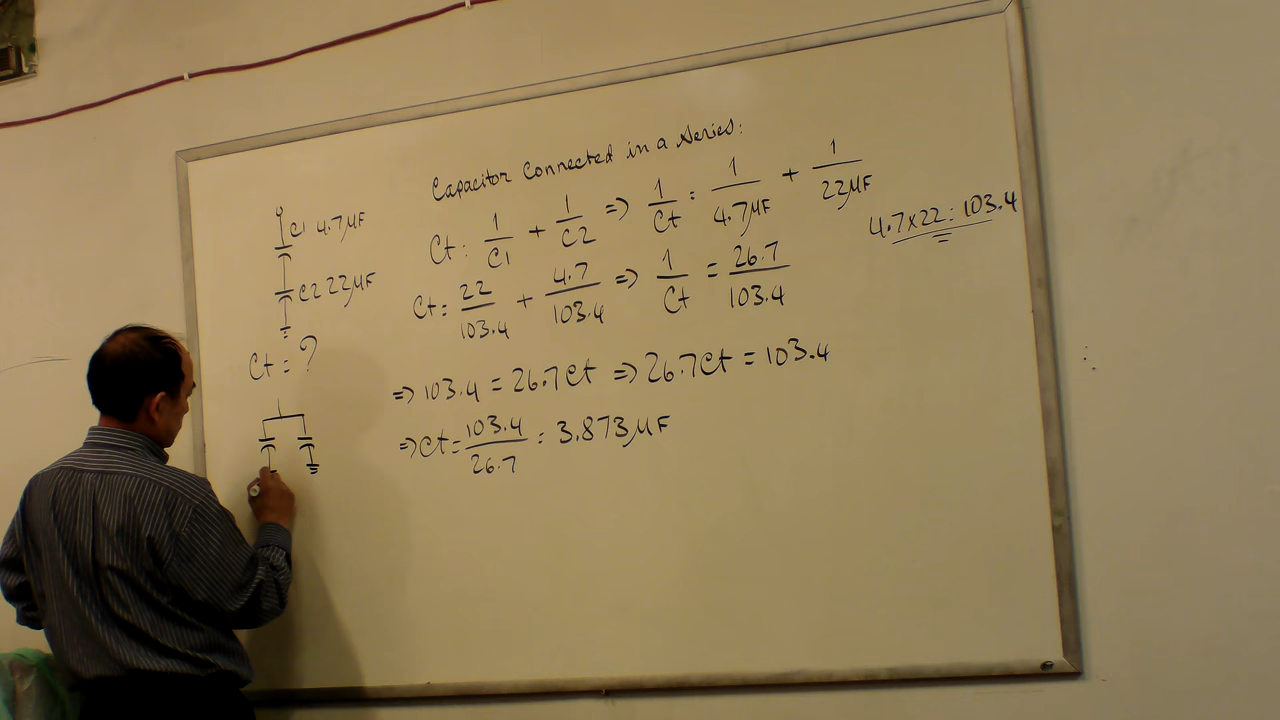 Capacitor Connected in a Series:
C1 4.7μF
C2 22μF
Ct = ?
Ct: 1/C1 + 1/C2 => 1/Ct : 1/4.7μF + 1/22μF
4.7x22:103.4
Ct = 22/103.4 + 4.7/103.4 => 1/Ct = 26.7/103.4
=> 103.4 = 26.7Ct => 26.7Ct = 103.4
=> Ct = 103.4/26.7 : 3.873μF